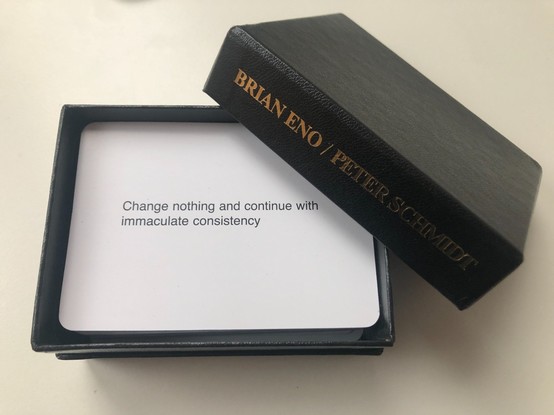 BRIAN ENO / PETER SCHMIDT
Change nothing and continue with
immaculate consistency